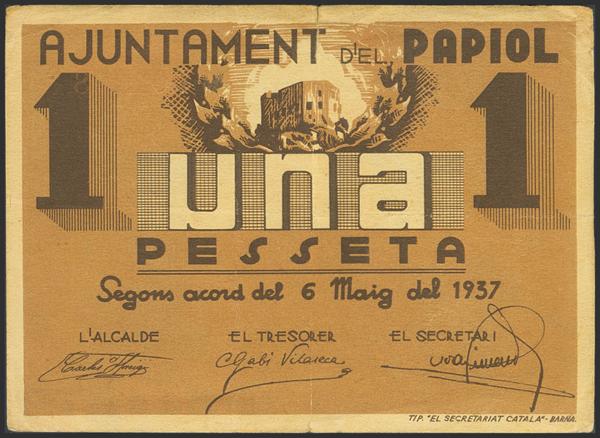 AJUNTAMENT D'EL PAPIOL
1 una 1
PESSETA
Segons acord del 6 Maig del 1937
L'ALCALDE EL TRESORER EL SECRETARI
TIP. "EL SECRETARIAT CATALA"-BARNA.